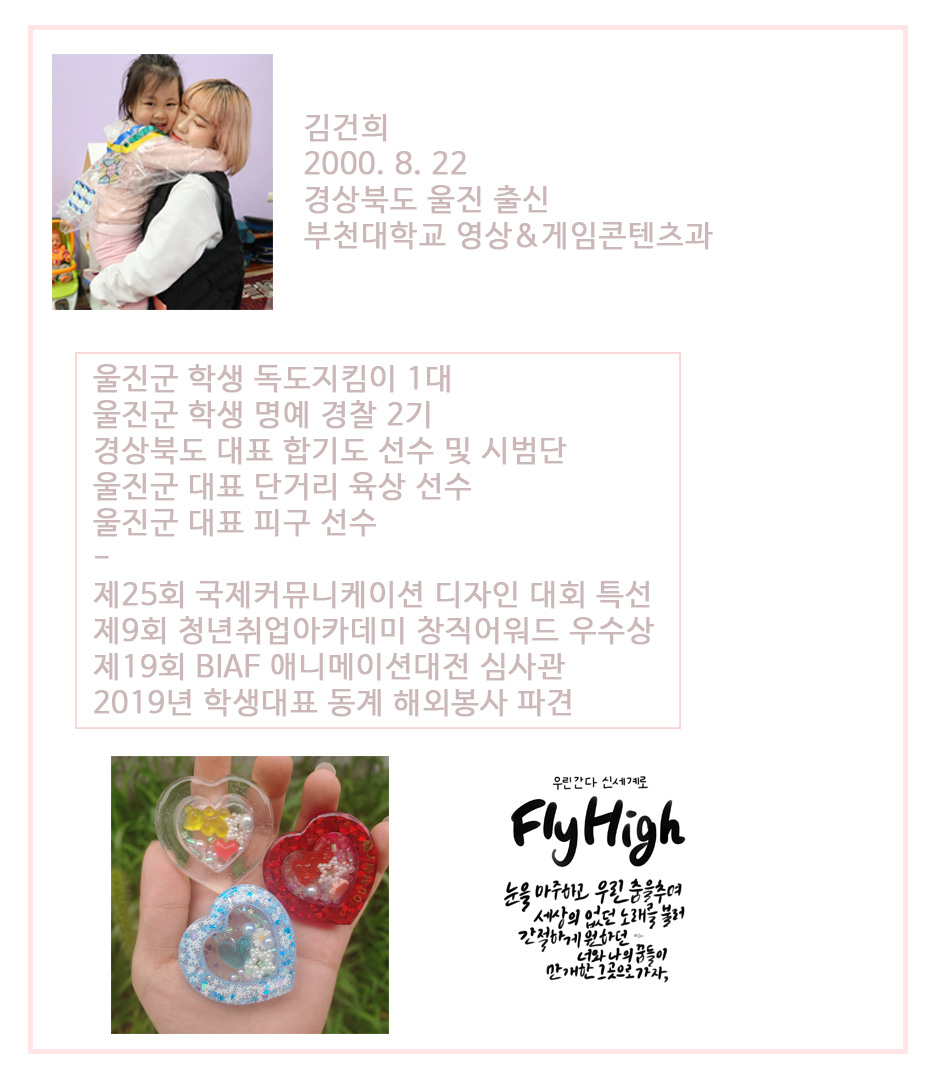 김건희
2000. 8. 22
경상북도 울진 출신
부천대학교 영상&게임콘텐츠과
울진군 학생 독도지킴이 1대
울진군 학생 명예 경찰 2기
경상북도 대표 합기도 선수 및 시범단
울진군 대표 단거리 육상 선수
울진군 대표 피구 선수
–
제25회 국제커뮤니케이션 디자인 대회 특선
제9회 청년취업아카데미 창직어워드 우수상
제19회 BIAF 애니메이션대전 심사관
2019년 학생대표 동계 해외봉사 파견
우린간다 신세계로
FlyHigh
눈을 마주하고 우린 춤을추며
세상의 없던 노래를 불러
간절하게 원하던
너와 나의 꿈들이
만개한 그곳으로 가자,